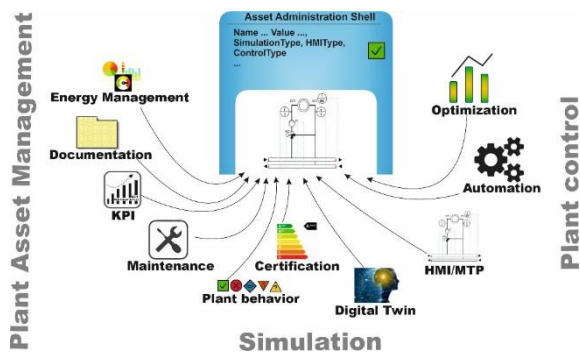 Asset Administration Shell
Name ... Value ...,
SimulationType, HMIType,
ControlType
...
Energy Management
Documentation
KPI
Maintenance
Plant behavior
Certification
Digital Twin
HMI/MTP
Automation
Optimization
Plant Asset Management
Simulation
Plant control